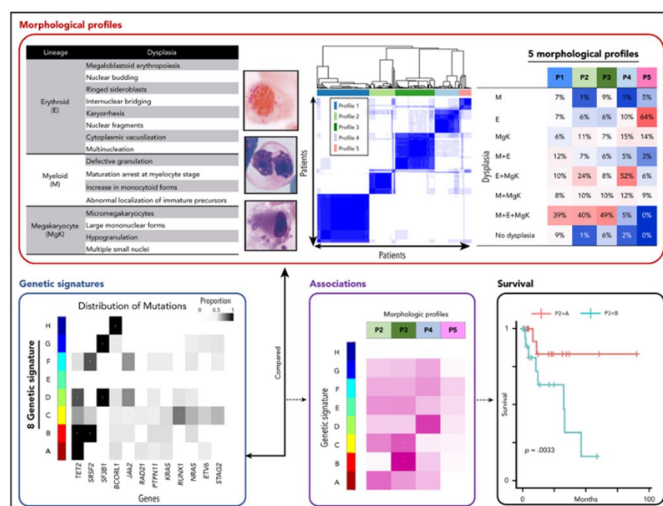 Morphological profiles
Lineage Dysplasia
Erythroid
(E)
Megaloblastoid erythropoiesis
Nuclear budding
Ringed sideroblasts
Internuclear bridging
Karyorrhexis
Nuclear fragments
Cytoplasmic vacuolization
Multinucleation
Myeloid
(M)
Defective granulation
Maturation arrest at myelocyte stage
Increase in monocytoid forms
Abnormal localization of immature precursors
Megakaryocyte
(MgK)
Micromegakaryocytes
Large mononuclear forms
Hypogranulation
Multiple small nuclei
Profile 1
Profile 2
Profile 3
Profile 4
Profile 5
Patients
Patients
5 morphological profiles
P1 P2 P3 P4 P5
Dysplasia
M 7% 1% 9% 1% 5%
E 7% 6% 6% 10% 64%
MgK 6% 11% 7% 15% 14%
M+E 12% 7% 6% 5% 3%
E+MgK 10% 24% 8% 52% 6%
M+MgK 8% 10% 10% 12% 9%
M+E+MgK 39% 40% 49% 5% 0%
No dysplasia 9% 1% 6% 2% 0%
Genetic signatures
Distribution of Mutations
Proportion
0 0.5 1
8 Genetic signature
H
G
F
E
D
C
B
A
TET2
SRSF2
SF3B1
BCORL1
JAK2
RAD21
PTPN11
KRAS
RUNX1
NRAS
ETV6
STAG2
Genes
Compared
Associations
Morphologic profiles
P2 P3 P4 P5
Genetic signature
H
G
F
E
D
C
B
A
Survival
P2+A P3+B
1
Survival
0
p = .0033
0 50 100
Months